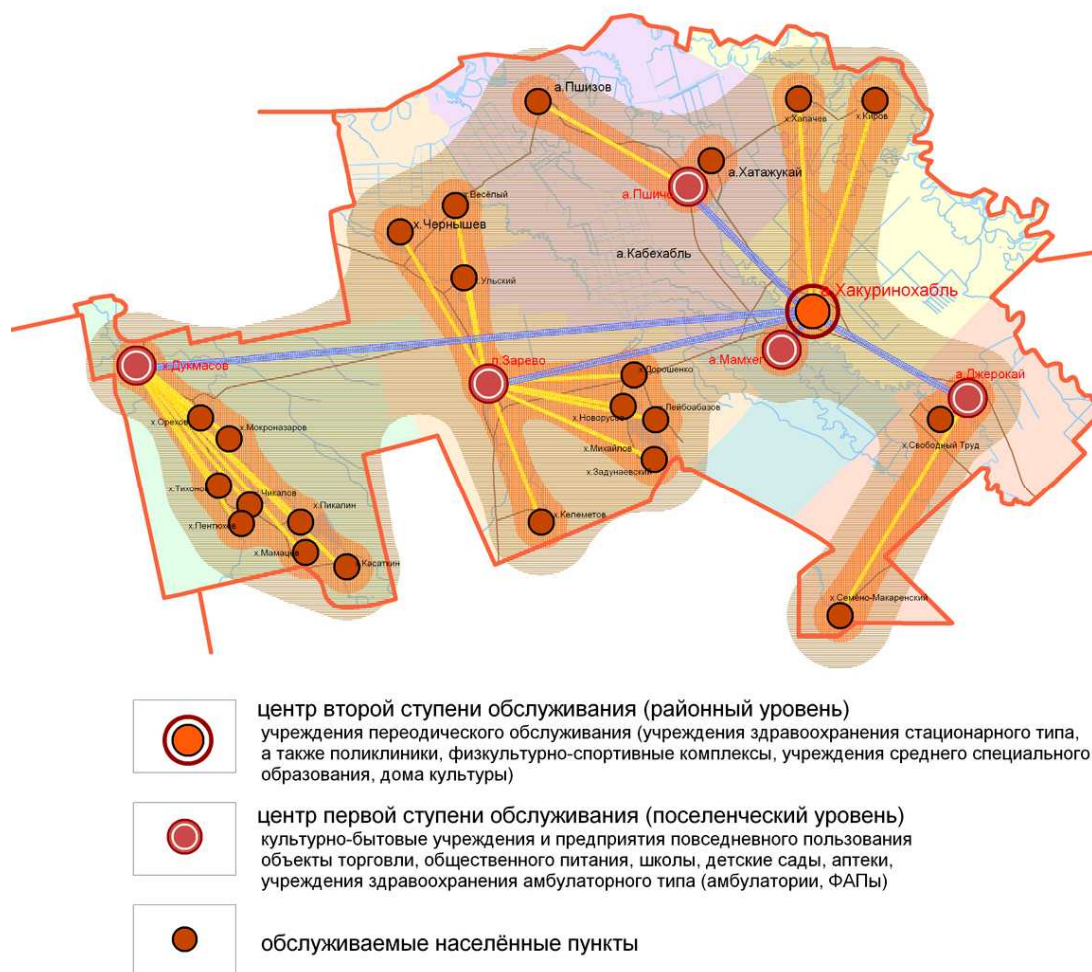 а.Пшизов
х.Хапачев
х.Киров
а.Хатажукай
а.Пшичо
х.Весёлый
х.Чернышев
а.Кабехабль
х.Ульский
а.Хакуринохабль
п.Зарево
а.Мамхег
х.Дукмасов
х.Дорошенко
а.Джерокай
х.Новорусов
х.Лейбоабазов
х.Орехов
х.Мокроназаров
х.Свободный Труд
х.Михайлов
х.Задунаевский
х.Тихонов
х.Чикалов
х.Пикалин
х.Келеметов
х.Пентюхов
х.Мамацев
х.Касаткин
х.Семено-Макаренский
центр второй ступени обслуживания (районный уровень)
учреждения переодического обслуживания (учреждения здравоохранения стационарного типа,
а также поликлиники, физкультурно-спортивные комплексы, учреждения среднего специального
образования, дома культуры)
центр первой ступени обслуживания (поселенческий уровень)
культурно-бытовые учреждения и предприятия повседневного пользования
объекты торговли, общественного питания, школы, детские сады, аптеки,
учреждения здравоохранения амбулаторного типа (амбулатории, ФАПы)
обслуживаемые населённые пункты